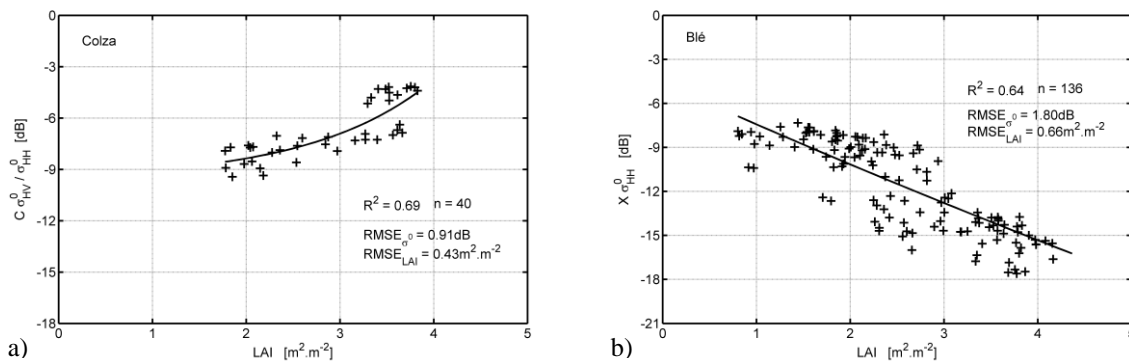 0
-3
-6
-9
-12
-15
-18
C σ⁰HV / σ⁰HH [dB]
Colza
R² = 0.69 n = 40
RMSEσ⁰ = 0.91dB
RMSELAI = 0.43m².m⁻²
0 1 2 3 4 5
LAI [m².m⁻²]
a)
0
-3
-6
-9
-12
-15
-18
-21
X σ⁰HH [dB]
Blé
R² = 0.64 n = 136
RMSEσ⁰ = 1.80dB
RMSELAI = 0.66m².m⁻²
0 1 2 3 4 5
LAI [m².m⁻²]
b)